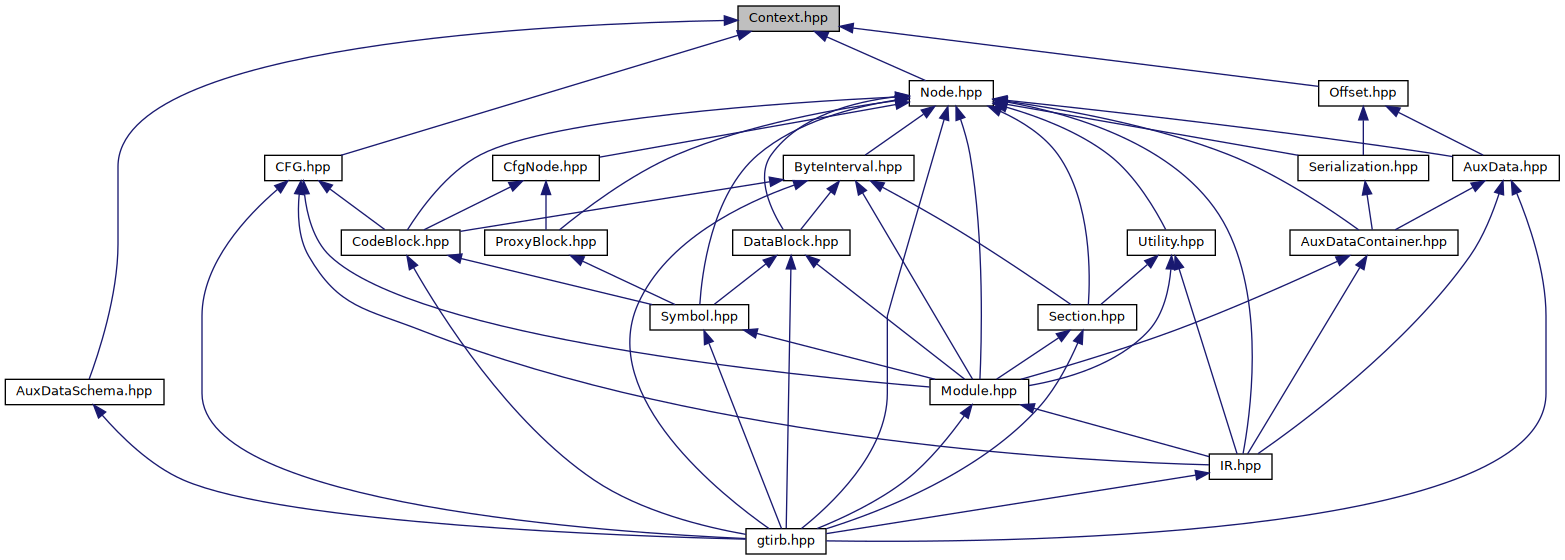 Context.hpp
Node.hpp
Offset.hpp
CFG.hpp
CfgNode.hpp
ByteInterval.hpp
Serialization.hpp
AuxData.hpp
CodeBlock.hpp
ProxyBlock.hpp
DataBlock.hpp
Utility.hpp
AuxDataContainer.hpp
Symbol.hpp
Section.hpp
AuxDataSchema.hpp
Module.hpp
IR.hpp
gtirb.hpp